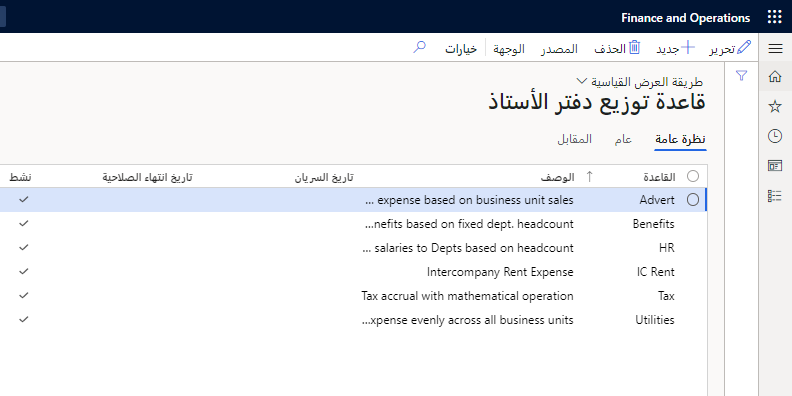 Finance and Operations
تحرير جديد الحذف المصدر الوجهة خيارات
طريقة العرض القياسية
قاعدة توزيع دفتر الأستاذ
نظرة عامة عام المقابل
القاعدة الوصف تاريخ السريان تاريخ انتهاء الصلاحية نشط
Advert ... expense based on business unit sales
Benefits ...nefits based on fixed dept. headcount
HR ... salaries to Depts based on headcount
IC Rent Intercompany Rent Expense
Tax Tax accrual with mathematical operation
Utilities ...xpense evenly across all business units